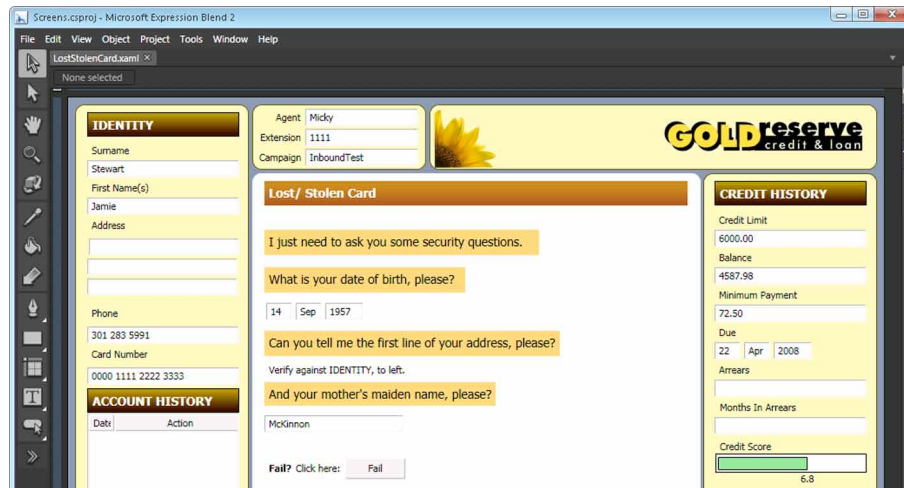 Screens.csproj - Microsoft Expression Blend 2
File Edit View Object Project Tools Window Help
LostStolenCard.xaml ×
None selected
IDENTITY
Surname
Stewart
First Name(s)
Jamie
Address
Phone
301 283 5991
Card Number
0000 1111 2222 3333
ACCOUNT HISTORY
Date Action
Agent Micky
Extension 1111
Campaign InboundTest
GOLDreserve
credit & loan
Lost/ Stolen Card
I just need to ask you some security questions.
What is your date of birth, please?
14 Sep 1957
Can you tell me the first line of your address, please?
Verify against IDENTITY, to left.
And your mother's maiden name, please?
McKinnon
Fail? Click here: Fail
CREDIT HISTORY
Credit Limit
6000.00
Balance
4587.98
Minimum Payment
72.50
Due
22 Apr 2008
Arrears
Months In Arrears
Credit Score
6.8